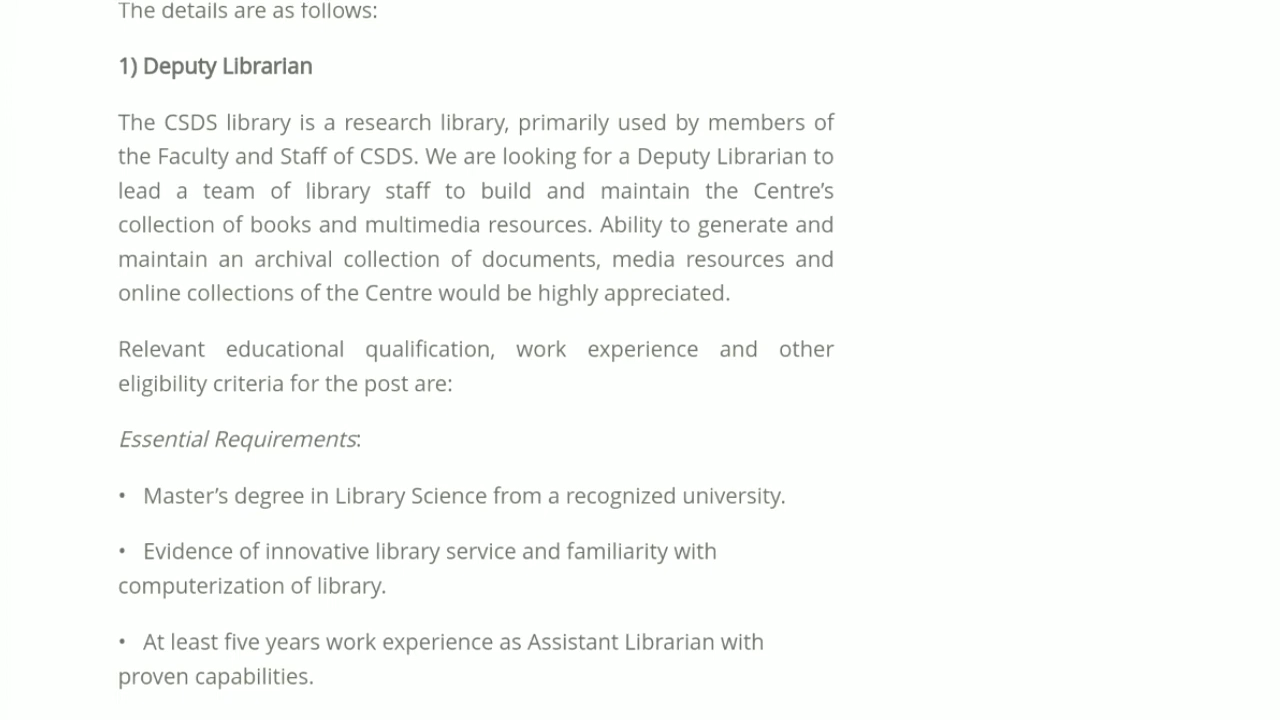 The details are as follows:
1) Deputy Librarian
The CSDS library is a research library, primarily used by members of
the Faculty and Staff of CSDS. We are looking for a Deputy Librarian to
lead a team of library staff to build and maintain the Centre’s
collection of books and multimedia resources. Ability to generate and
maintain an archival collection of documents, media resources and
online collections of the Centre would be highly appreciated.
Relevant educational qualification, work experience and other
eligibility criteria for the post are:
Essential Requirements:
• Master’s degree in Library Science from a recognized university.
• Evidence of innovative library service and familiarity with
computerization of library.
• At least five years work experience as Assistant Librarian with
proven capabilities.